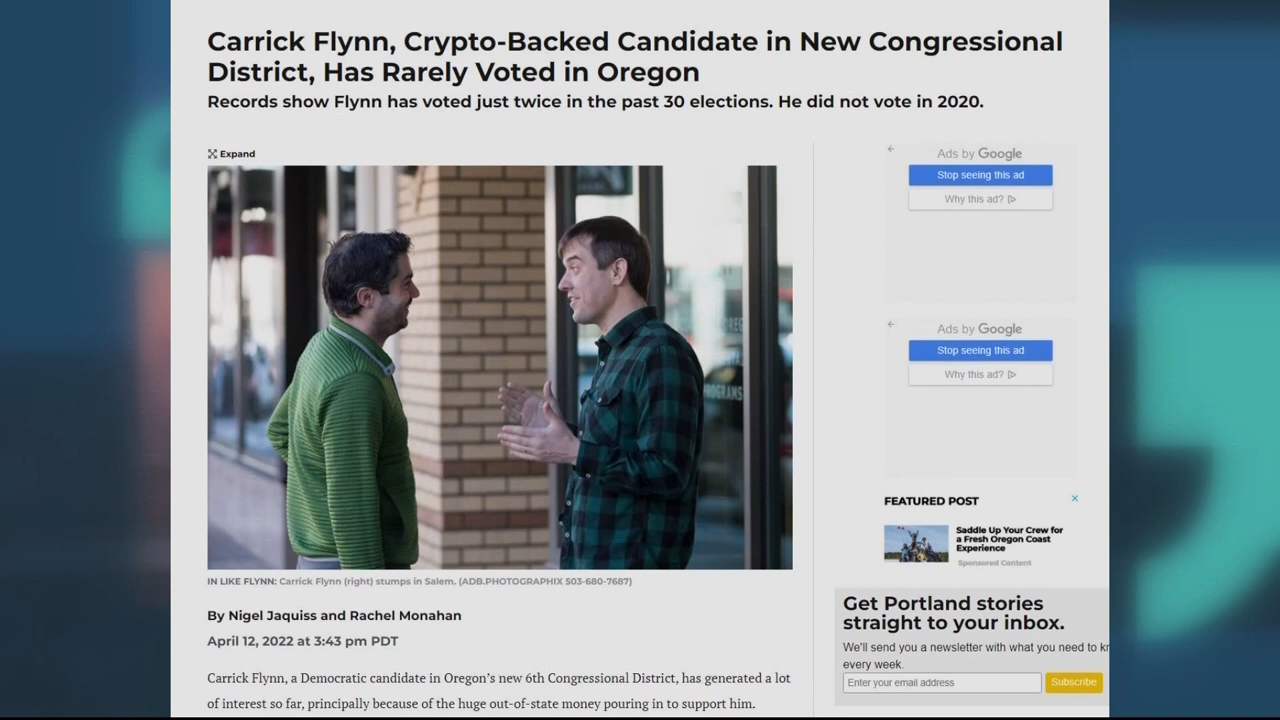 Carrick Flynn, Crypto-Backed Candidate in New Congressional
District, Has Rarely Voted in Oregon
Records show Flynn has voted just twice in the past 30 elections. He did not vote in 2020.
Expand
PROGRAMS
IN LIKE FLYNN: Carrick Flynn (right) stumps in Salem. (ADB.PHOTOGRAPHIX 503-680-7687)
By Nigel Jaquiss and Rachel Monahan
April 12, 2022 at 3:43 pm PDT
Carrick Flynn, a Democratic candidate in Oregon’s new 6th Congressional District, has generated a lot
of interest so far, principally because of the huge out-of-state money pouring in to support him.
Ads by Google
Stop seeing this ad
Why this ad?
Ads by Google
Stop seeing this ad
Why this ad?
FEATURED POST
Saddle Up Your Crew for
a Fresh Oregon Coast
Experience
Sponsored Content
Get Portland stories
straight to your inbox.
We'll send you a newsletter with what you need to kn
every week.
Enter your email address
Subscribe